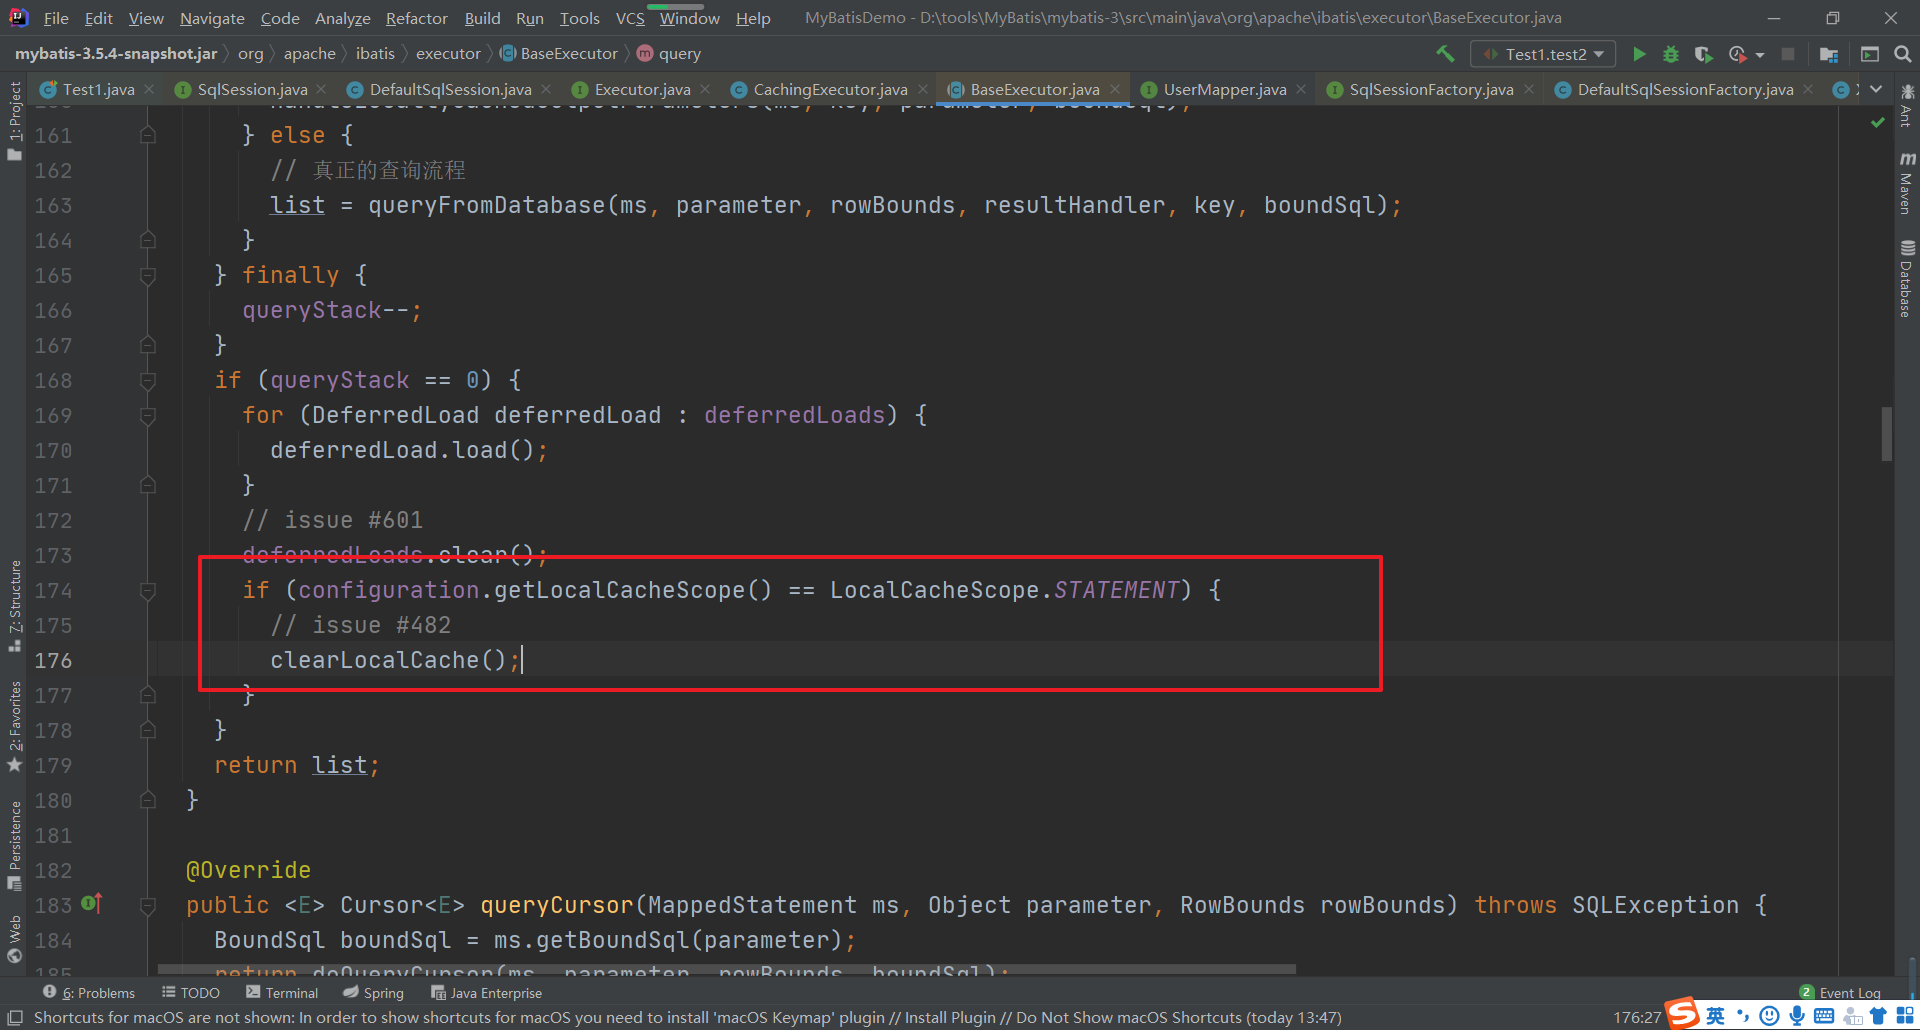 File Edit View Navigate Code Analyze Refactor Build Run Tools VCS Window Help MyBatisDemo - D:\tools\MyBatis\mybatis-3\src\main\java\org\apache\ibatis\executor\BaseExecutor.java
mybatis-3.5.4-snapshot.jar org apache ibatis executor BaseExecutor query Test1.test2
Test1.java SqlSession.java DefaultSqlSession.java Executor.java CachingExecutor.java BaseExecutor.java UserMapper.java SqlSessionFactory.java DefaultSqlSessionFactory.java
161 } else {
162 // 真正的查询流程
163 list = queryFromDatabase(ms, parameter, rowBounds, resultHandler, key, boundSql);
164 }
165 } finally {
166 queryStack--;
167 }
168 if (queryStack == 0) {
169 for (DeferredLoad deferredLoad : deferredLoads) {
170 deferredLoad.load();
171 }
172 // issue #601
173 deferredLoads.clear();
174 if (configuration.getLocalCacheScope() == LocalCacheScope.STATEMENT) {
175 // issue #482
176 clearLocalCache();
177 }
178 }
179 return list;
180 }
181
182 @Override
183 public <E> Cursor<E> queryCursor(MappedStatement ms, Object parameter, RowBounds rowBounds) throws SQLException {
184 BoundSql boundSql = ms.getBoundSql(parameter);
185 return doQueryCursor(ms, parameter, rowBounds, boundSql);
1: Project
7: Structure
2: Favorites
Persistence
Web
Ant
Maven
Database
6: Problems TODO Terminal Spring Java Enterprise 2 Event Log
Shortcuts for macOS are not shown: In order to show shortcuts for macOS you need to install 'macOS Keymap' plugin // Install Plugin // Do Not Show macOS Shortcuts (today 13:47) 176:27 英